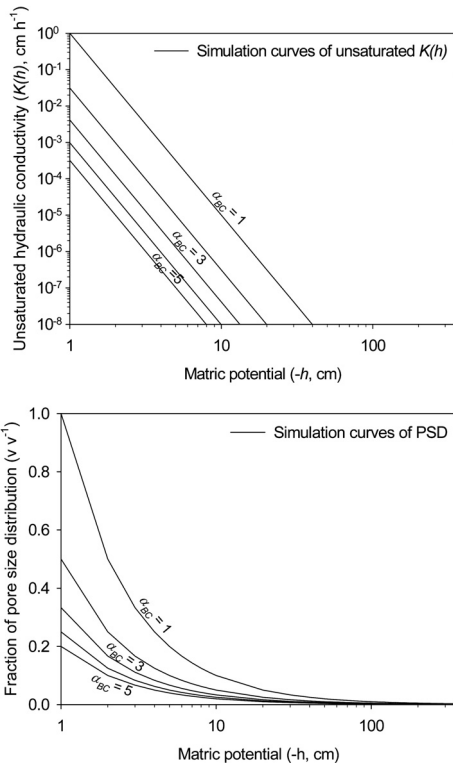 Unsaturated hydraulic conductivity (K(h), cm h⁻¹)
10⁰
10⁻¹
10⁻²
10⁻³
10⁻⁴
10⁻⁵
10⁻⁶
10⁻⁷
10⁻⁸
Simulation curves of unsaturated K(h)
α_BC = 1
α_BC = 3
α_BC = 5
1 10 100
Matric potential (-h, cm)
Fraction of pore size distribution (v v⁻¹)
1.0
0.8
0.6
0.4
0.2
0.0
Simulation curves of PSD
α_BC = 1
α_BC = 3
α_BC = 5
1 10 100
Matric potential (-h, cm)